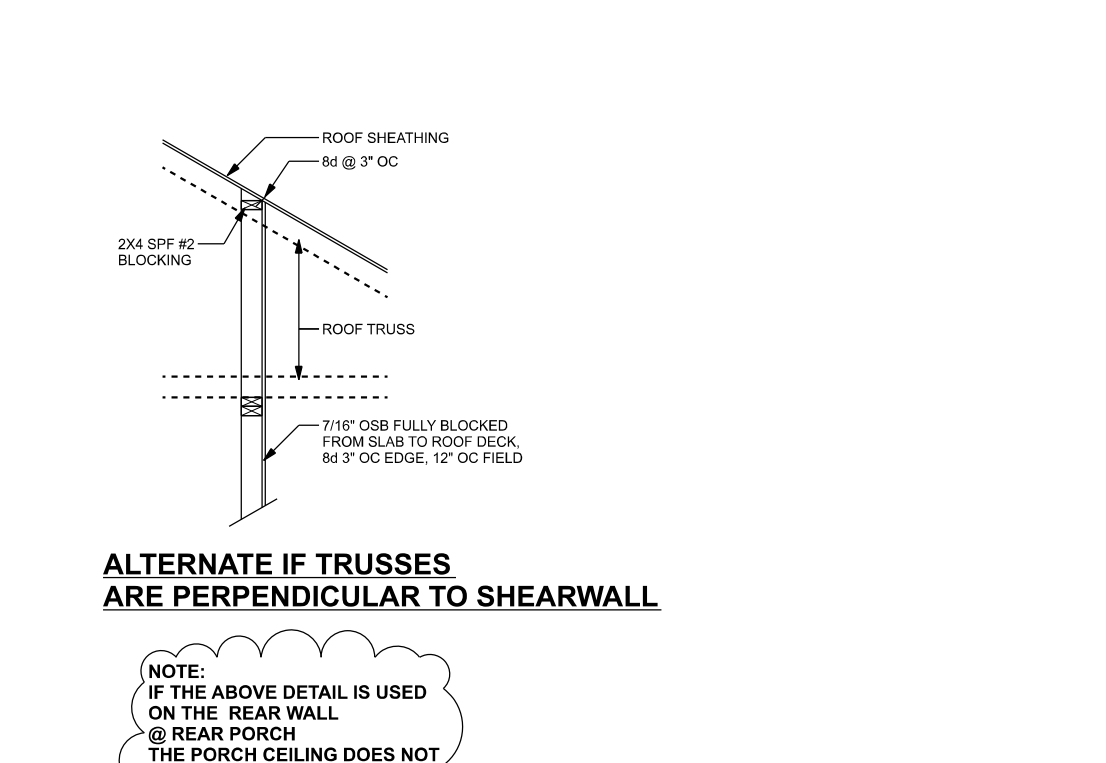 ROOF SHEATHING
8d @ 3" OC
2X4 SPF #2
BLOCKING
ROOF TRUSS
7/16" OSB FULLY BLOCKED
FROM SLAB TO ROOF DECK,
8d 3" OC EDGE, 12" OC FIELD
ALTERNATE IF TRUSSES
ARE PERPENDICULAR TO SHEARWALL
NOTE:
IF THE ABOVE DETAIL IS USED
ON THE REAR WALL
@ REAR PORCH
THE PORCH CEILING DOES NOT